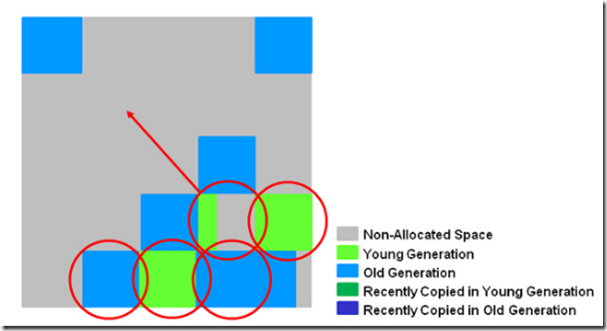 Non-Allocated Space
Young Generation
Old Generation
Recently Copied in Young Generation
Recently Copied in Old Generation